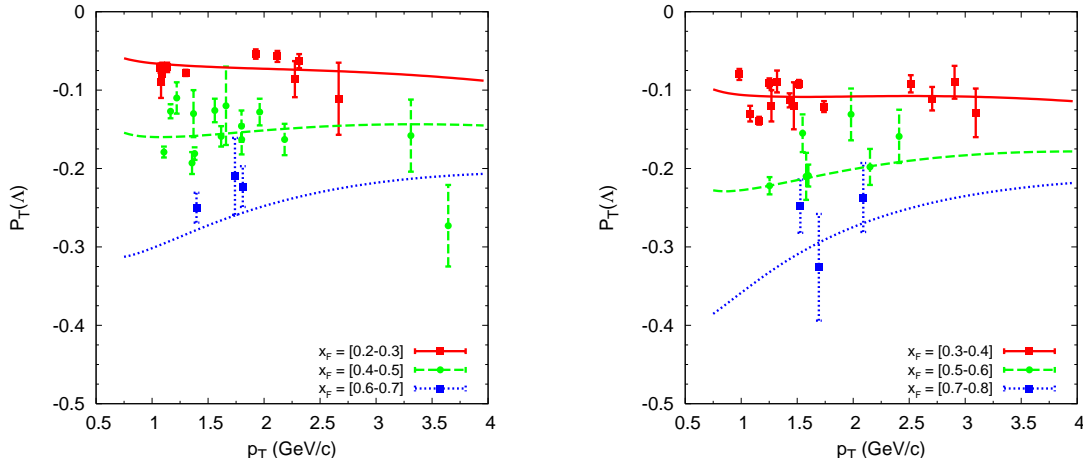 0
-0.1
-0.2
-0.3
-0.4
-0.5
0.5 1 1.5 2 2.5 3 3.5 4
P_T(Λ)
p_T (GeV/c)
x_F = [0.2-0.3]
x_F = [0.4-0.5]
x_F = [0.6-0.7]
0
-0.1
-0.2
-0.3
-0.4
-0.5
0.5 1 1.5 2 2.5 3 3.5 4
P_T(Λ)
p_T (GeV/c)
x_F = [0.3-0.4]
x_F = [0.5-0.6]
x_F = [0.7-0.8]